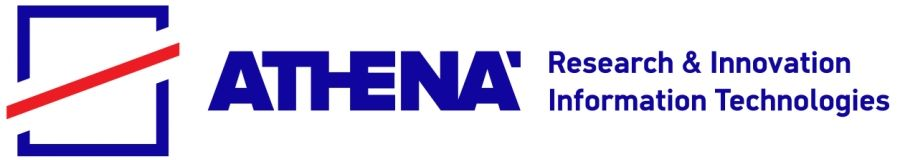 ATHENA'
Research & Innovation
Information Technologies